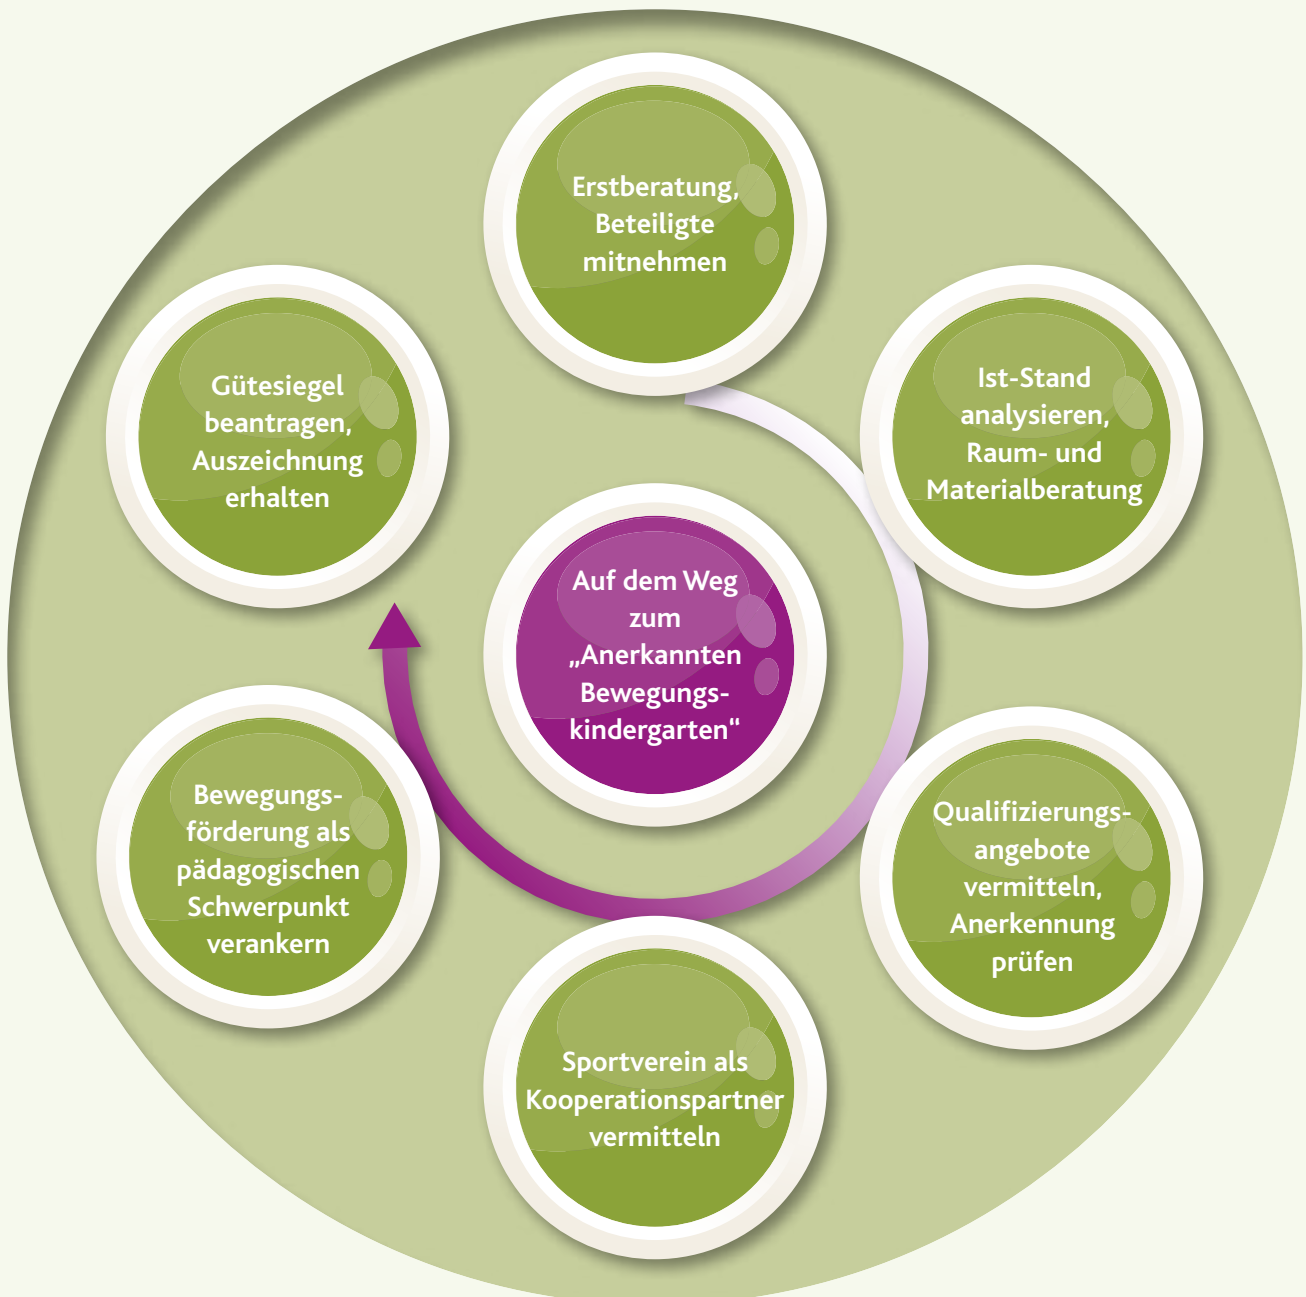 Erstberatung,
Beteiligte
mitnehmen
Ist-Stand
analysieren,
Raum- und
Materialberatung
Qualifizierungs-
angebote
vermitteln,
Anerkennung
prüfen
Sportverein als
Kooperationspartner
vermitteln
Bewegungs-
förderung als
pädagogischen
Schwerpunkt
verankern
Gütesiegel
beantragen,
Auszeichnung
erhalten
Auf dem Weg
zum
„Anerkannten
Bewegungs-
kindergarten“